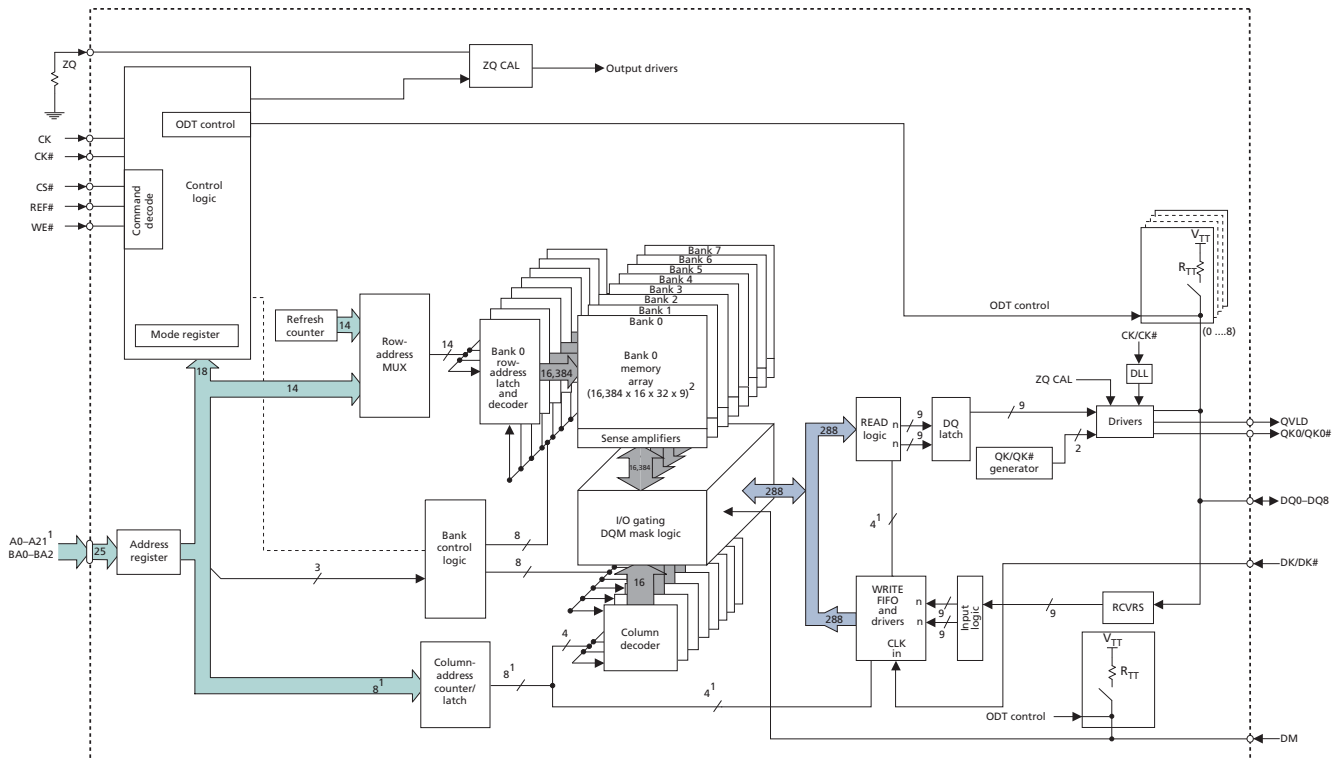 ZQ
ZQ CAL
Output drivers
ODT control
CK
CK#
CS#
REF#
WE#
Command
decode
Control
logic
Mode register
Refresh
counter
14
Row-
address
MUX
14
18
14
Bank 0
row-
address
latch
and
decoder
16,384
Bank 7
Bank 6
Bank 5
Bank 4
Bank 3
Bank 2
Bank 1
Bank 0
Bank 0
memory
array
(16,384 x 16 x 32 x 9)2
Sense amplifiers
16,384
I/O gating
DQM mask logic
16
Column
decoder
A0–A211
BA0–BA2
25
Address
register
3
Bank
control
logic
8
8
4
81
Column-
address
counter/
latch
81
41
288
288
288
READ
logic
n
n
9
9
DQ
latch
9
QK/QK#
generator
2
ZQ CAL
CK/CK#
DLL
Drivers
ODT control
VTT
RTT
(0 ....8)
QVLD
QK0/QK0#
DQ0–DQ8
DK/DK#
41
WRITE
FIFO
and
drivers
n
n
CLK
in
9
9
Input
logic
9
RCVRS
VTT
RTT
ODT control
DM